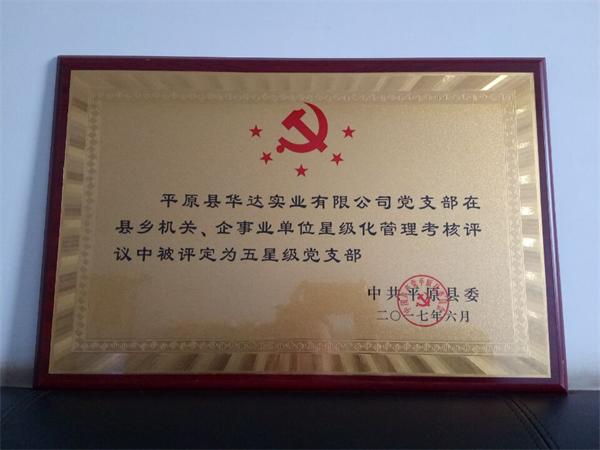 平原县华达实业有限公司党支部在
县乡机关、企事业单位星级化管理考核评
议中被评定为五星级党支部
中共平原县委
二〇一七年六月